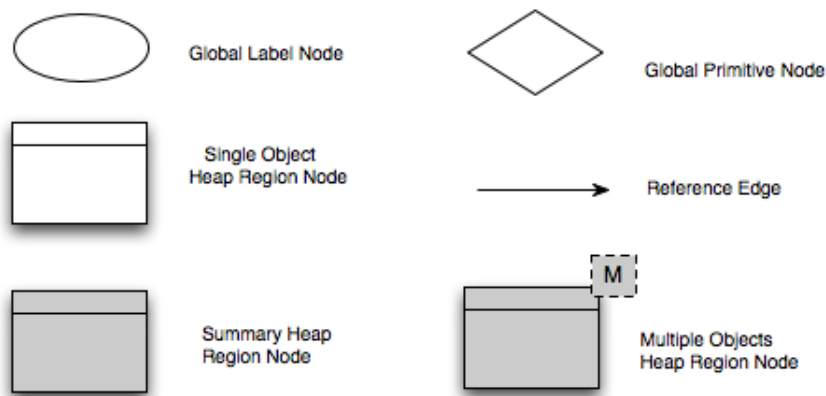 Global Label Node
Global Primitive Node
Single Object
Heap Region Node
Reference Edge
M
Summary Heap
Region Node
Multiple Objects
Heap Region Node